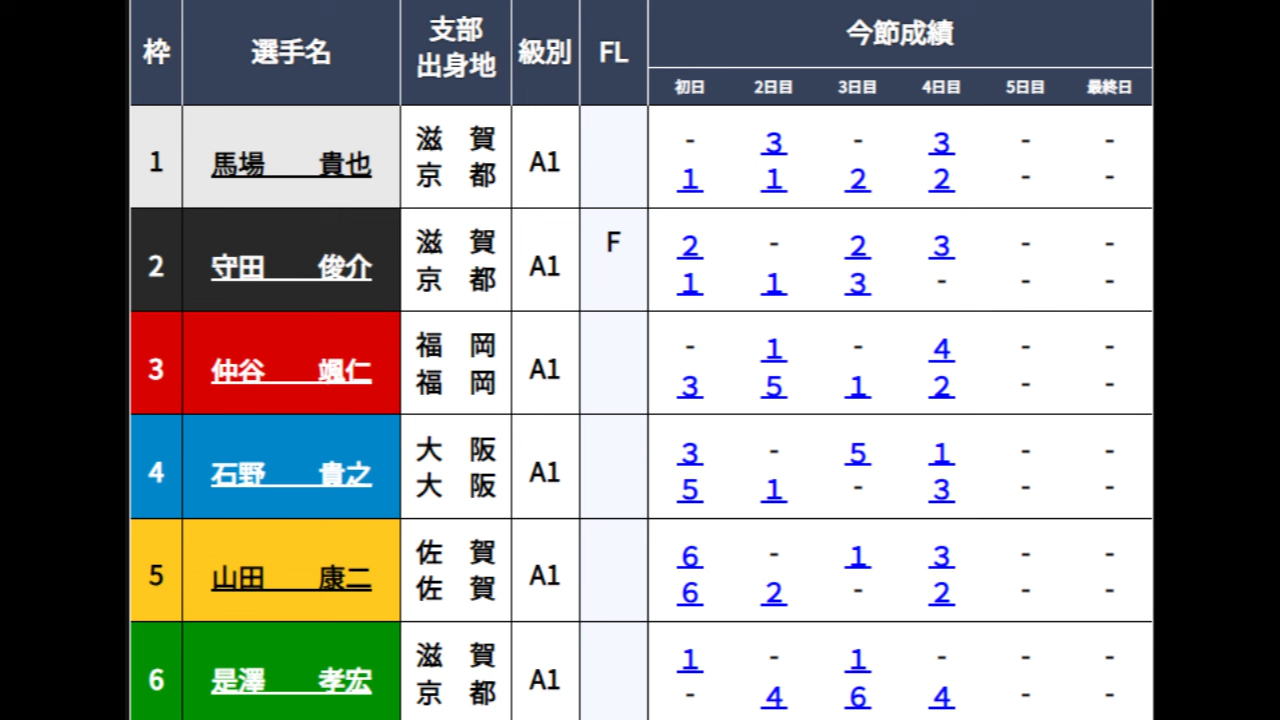 枠 選手名 支部 出身地 級別 FL 今節成績
初日 2日目 3日目 4日目 5日目 最終日
1 馬場 貴也 滋賀 京都 A1
- 3 - 3 - -
1 1 2 2 - -
2 守田 俊介 滋賀 京都 A1 F
2 - 2 3 - -
1 1 3 - - -
3 仲谷 颯仁 福岡 福岡 A1
- 1 - 4 - -
3 5 1 2 - -
4 石野 貴之 大阪 大阪 A1
3 - 5 1 - -
5 1 - 3 - -
5 山田 康二 佐賀 佐賀 A1
6 - 1 3 - -
6 2 - 2 - -
6 是澤 孝宏 滋賀 京都 A1
1 - 1 - - -
- 4 6 4 - -